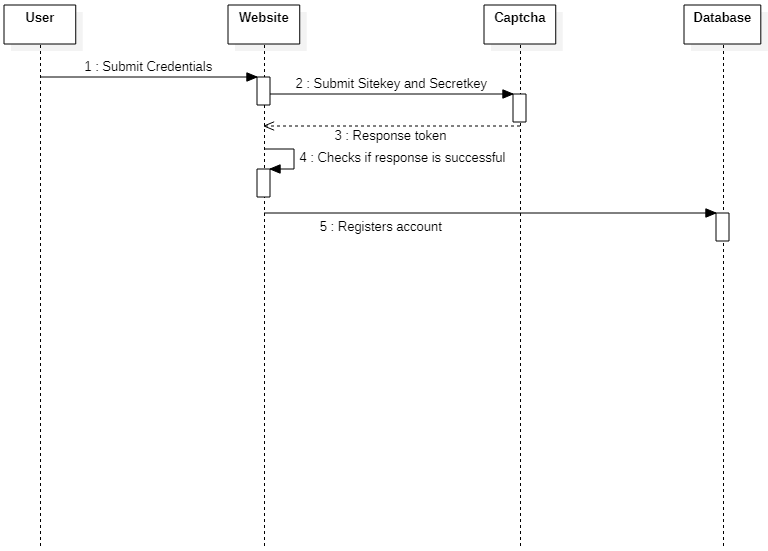 User
Website
Captcha
Database
1 : Submit Credentials
2 : Submit Sitekey and Secretkey
3 : Response token
4 : Checks if response is successful
5 : Registers account